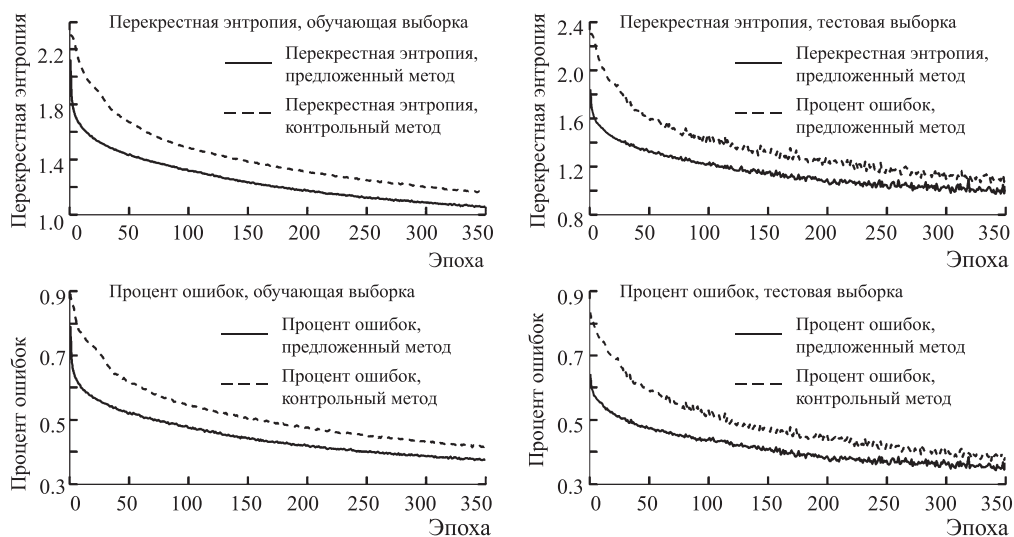 Перекрестная энтропия, обучающая выборка
Перекрестная энтропия
2.2
1.8
1.4
1.0
Перекрестная энтропия,
предложенный метод
Перекрестная энтропия,
контрольный метод
0 50 100 150 200 250 300 350
Эпоха
Перекрестная энтропия, тестовая выборка
Перекрестная энтропия
2.4
2.0
1.6
1.2
0.8
Перекрестная энтропия,
предложенный метод
Процент ошибок,
предложенный метод
0 50 100 150 200 250 300 350
Эпоха
Процент ошибок, обучающая выборка
Процент ошибок
0.9
0.7
0.5
0.3
Процент ошибок,
предложенный метод
Процент ошибок,
контрольный метод
0 50 100 150 200 250 300 350
Эпоха
Процент ошибок, тестовая выборка
Процент ошибок
0.9
0.7
0.5
0.3
Процент ошибок,
предложенный метод
Процент ошибок,
контрольный метод
0 50 100 150 200 250 300 350
Эпоха